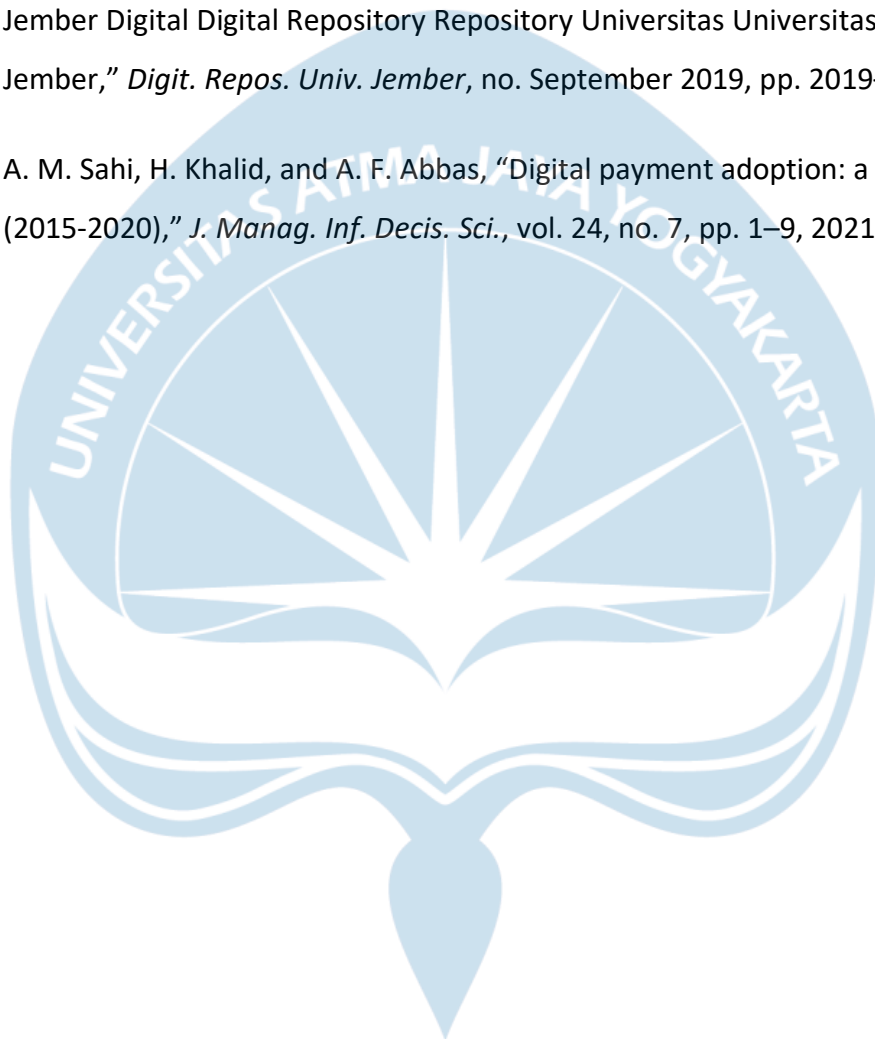 Jember Digital Digital Repository Repository Universitas Universitas
Jember,” Digit. Repos. Univ. Jember, no. September 2019, pp. 2019–
A. M. Sahi, H. Khalid, and A. F. Abbas, “Digital payment adoption: a
(2015-2020),” J. Manag. Inf. Decis. Sci., vol. 24, no. 7, pp. 1–9, 2021
UNIVERSITAS ATMA JAYA YOGYAKARTA